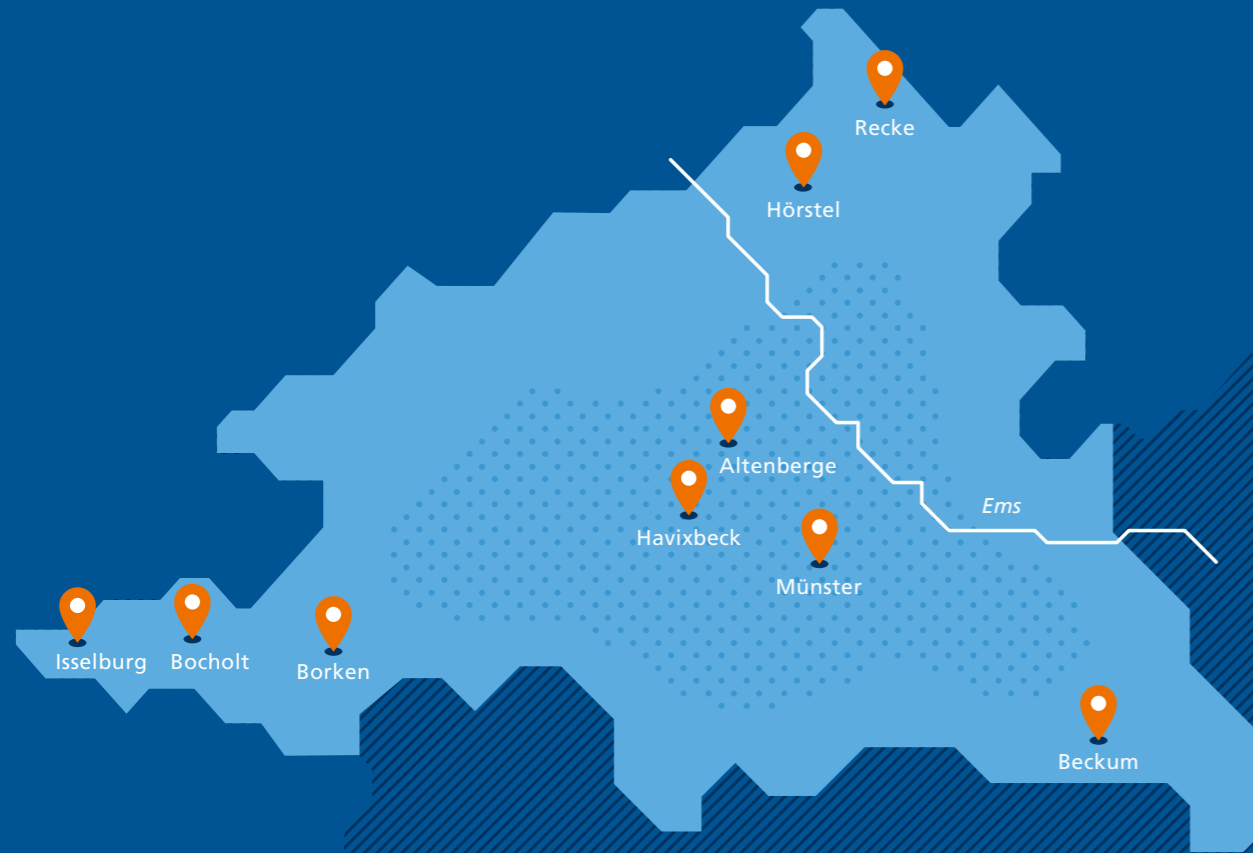 Recke
Hörstel
Altenberge
Ems
Havixbeck
Münster
Isselburg
Bocholt
Borken
Beckum